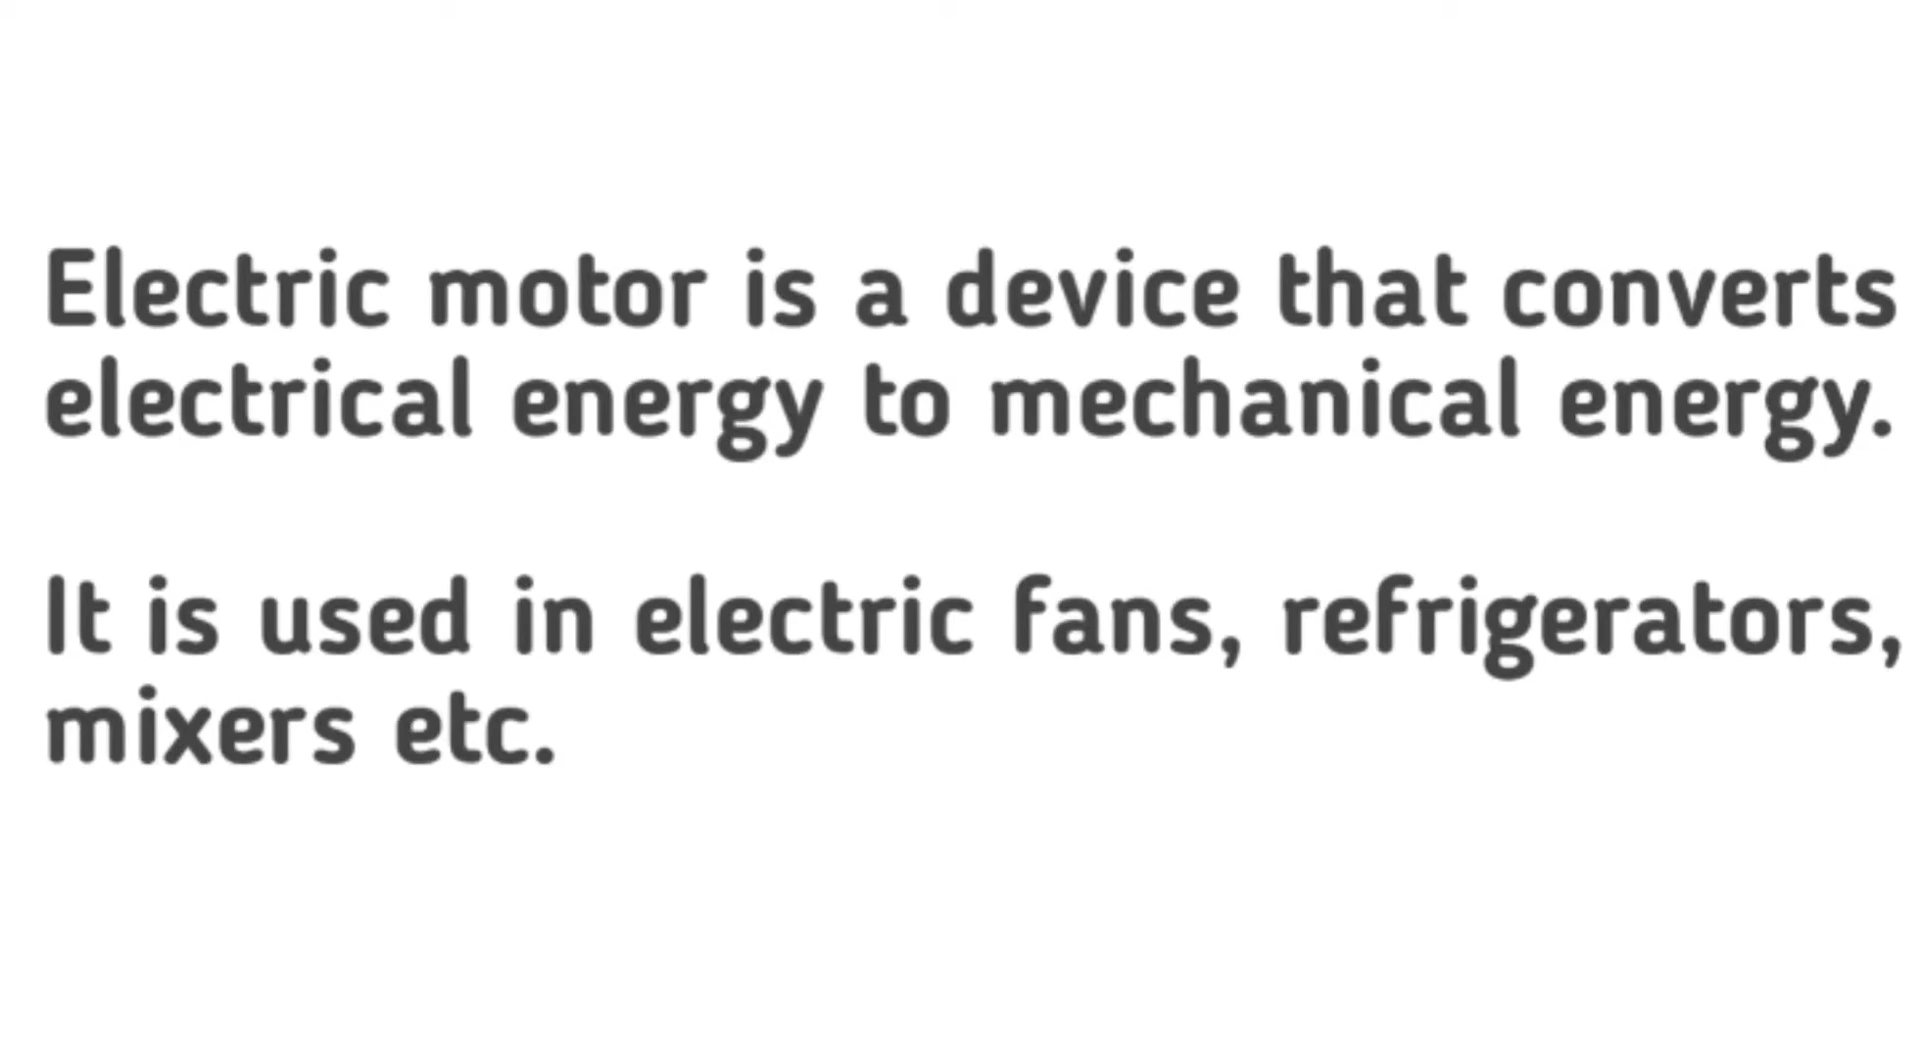 Electric motor is a device that converts
electrical energy to mechanical energy.
It is used in electric fans, refrigerators,
mixers etc.